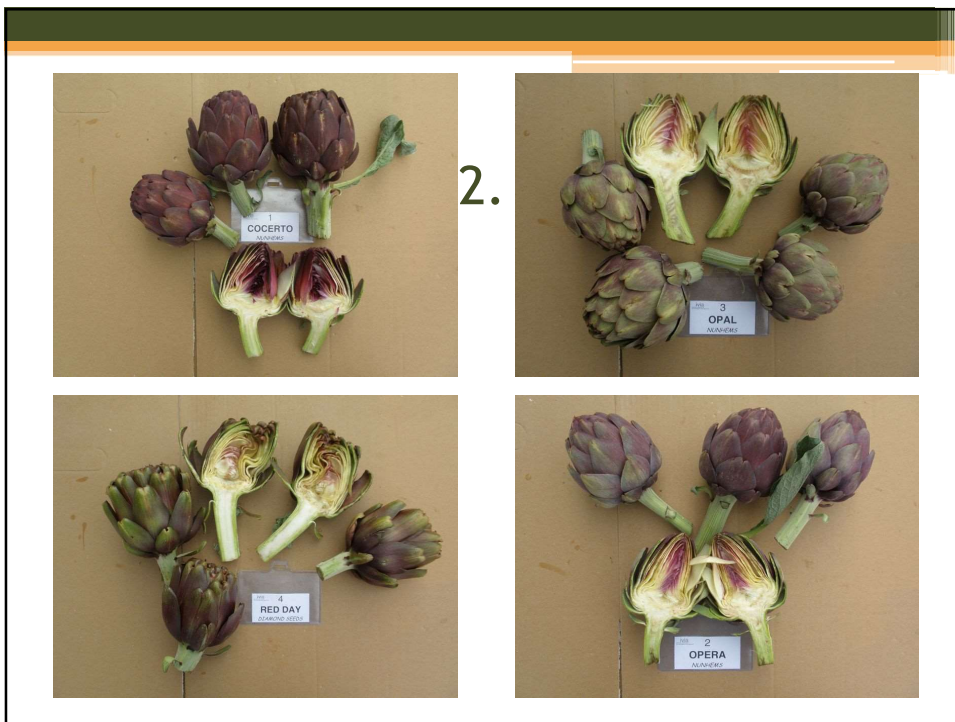 1
COCERTO
NUNHEMS
2.
3
OPAL
NUNHEMS
4
RED DAY
DIAMOND SEEDS
2
OPERA
NUNHEMS